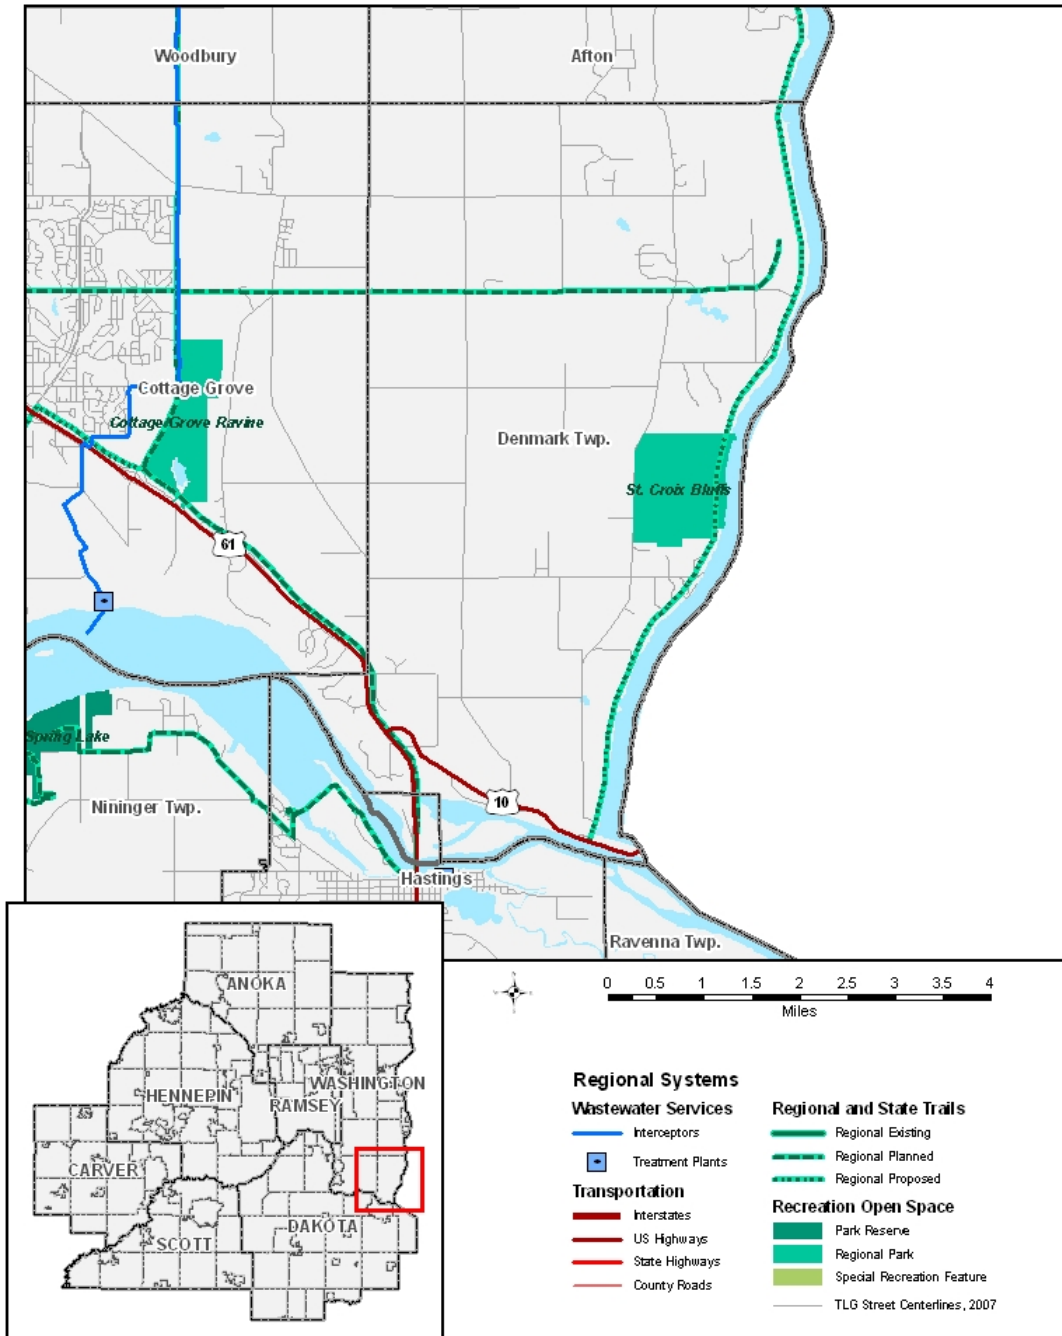 Woodbury
Afton
Cottage Grove
Cottage Grove Ravine
Denmark Twp.
St. Croix Bluffs
61
Spring Lake
Nininger Twp.
10
Hastings
Ravenna Twp.
ANOKA
HENNEPIN
RAMSEY
WASHINGTON
CARVER
SCOTT
DAKOTA
0 0.5 1 1.5 2 2.5 3 3.5 4
Miles
Regional Systems
Wastewater Services
Interceptors
Treatment Plants
Transportation
Interstates
US Highways
State Highways
County Roads
Regional and State Trails
Regional Existing
Regional Planned
Regional Proposed
Recreation Open Space
Park Reserve
Regional Park
Special Recreation Feature
TLG Street Centerlines, 2007